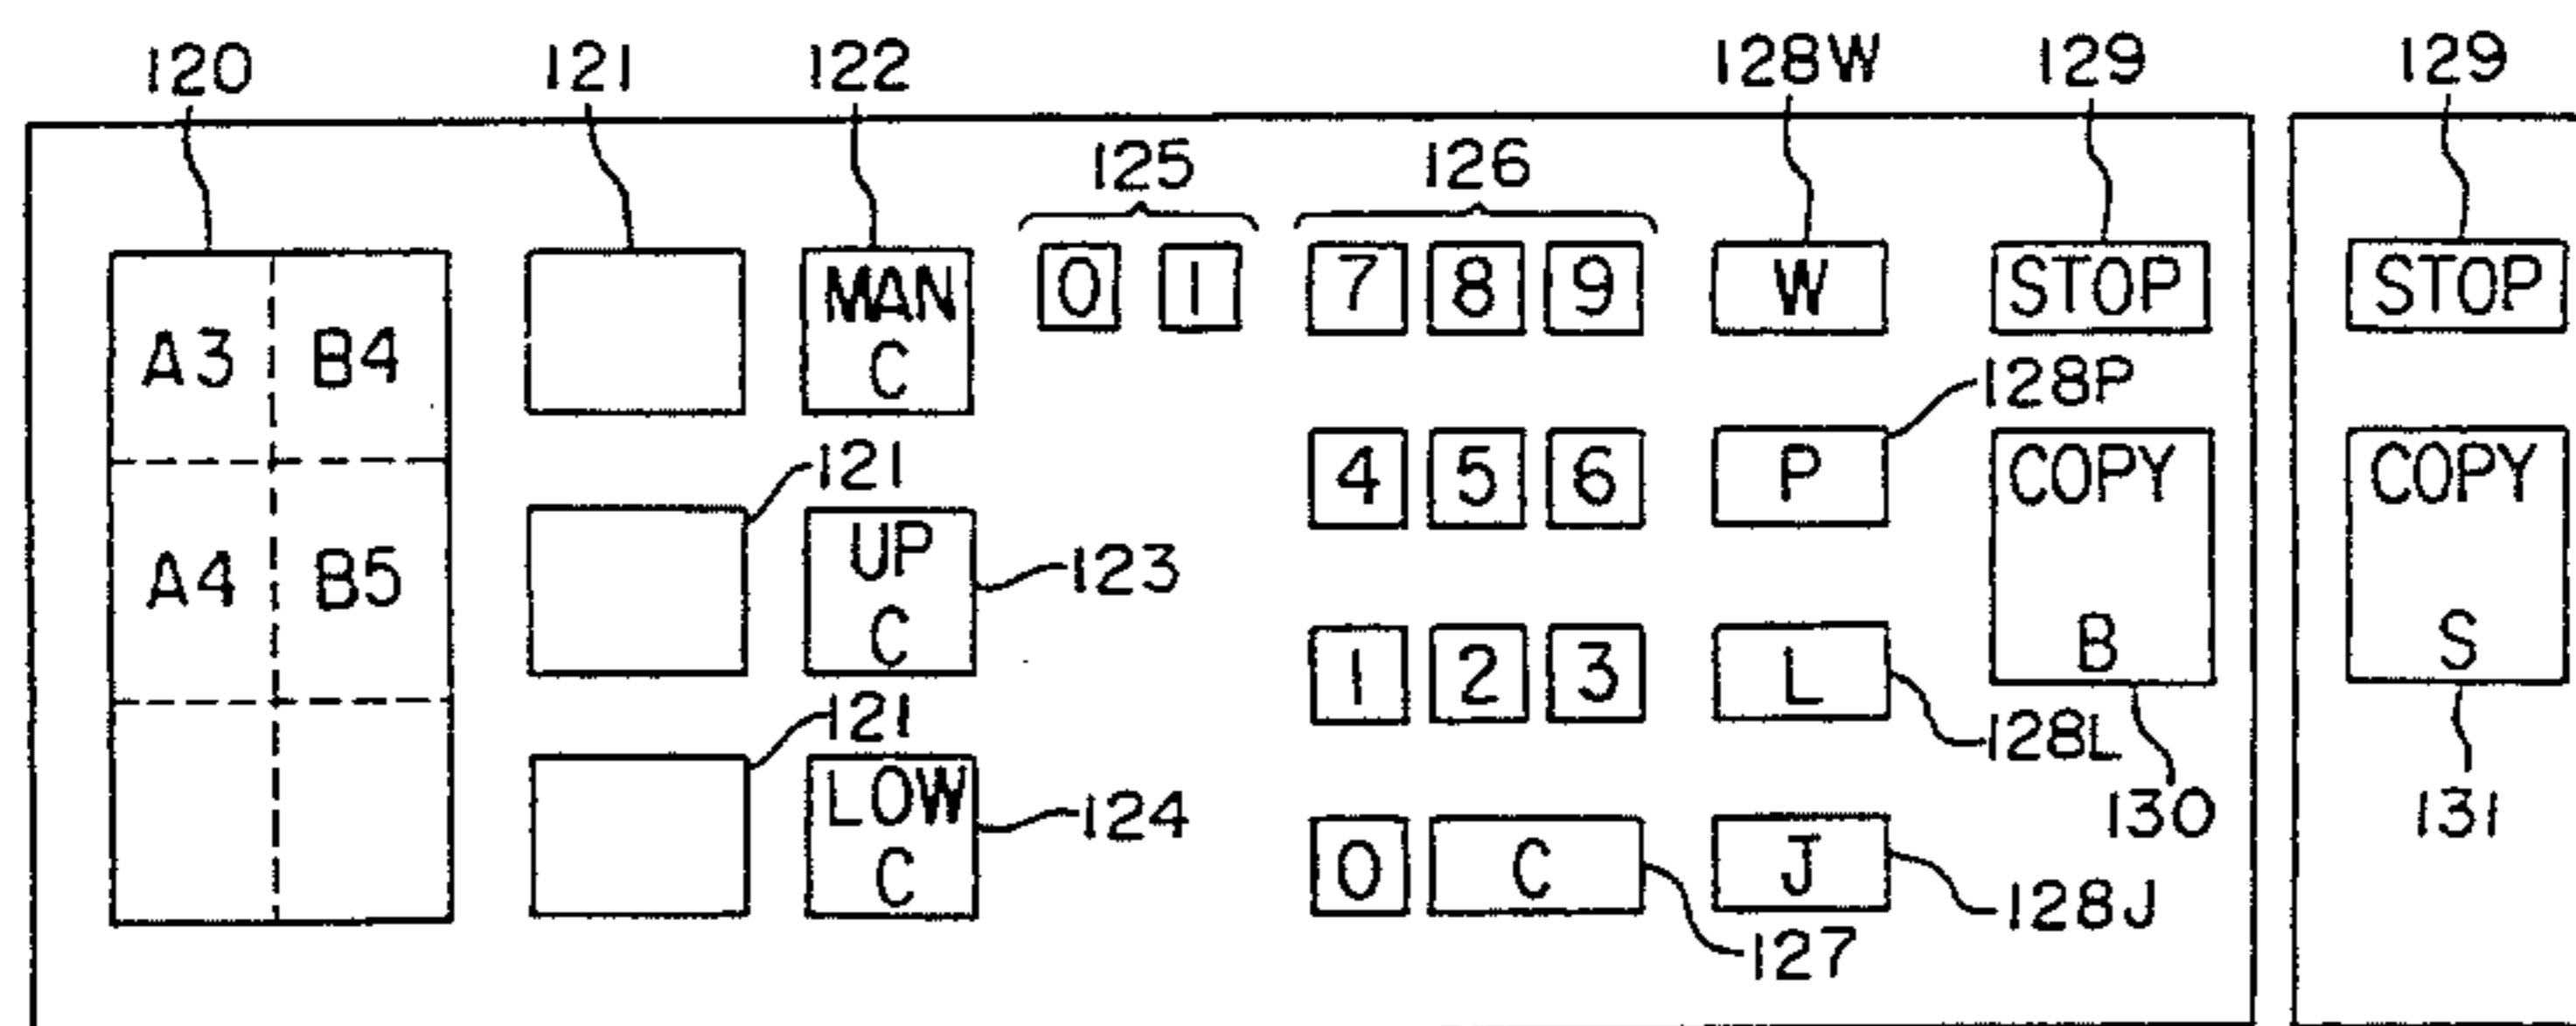 120 121 122 128W 129 129
125 126
MAN C 0 1 7 8 9 W STOP STOP
A3 B4
128P
121 4 5 6 P COPY B COPY S
A4 B5 UP C 123
121 1 2 3 L
128L
LOW C 124 130 131
0 C J
128J
127